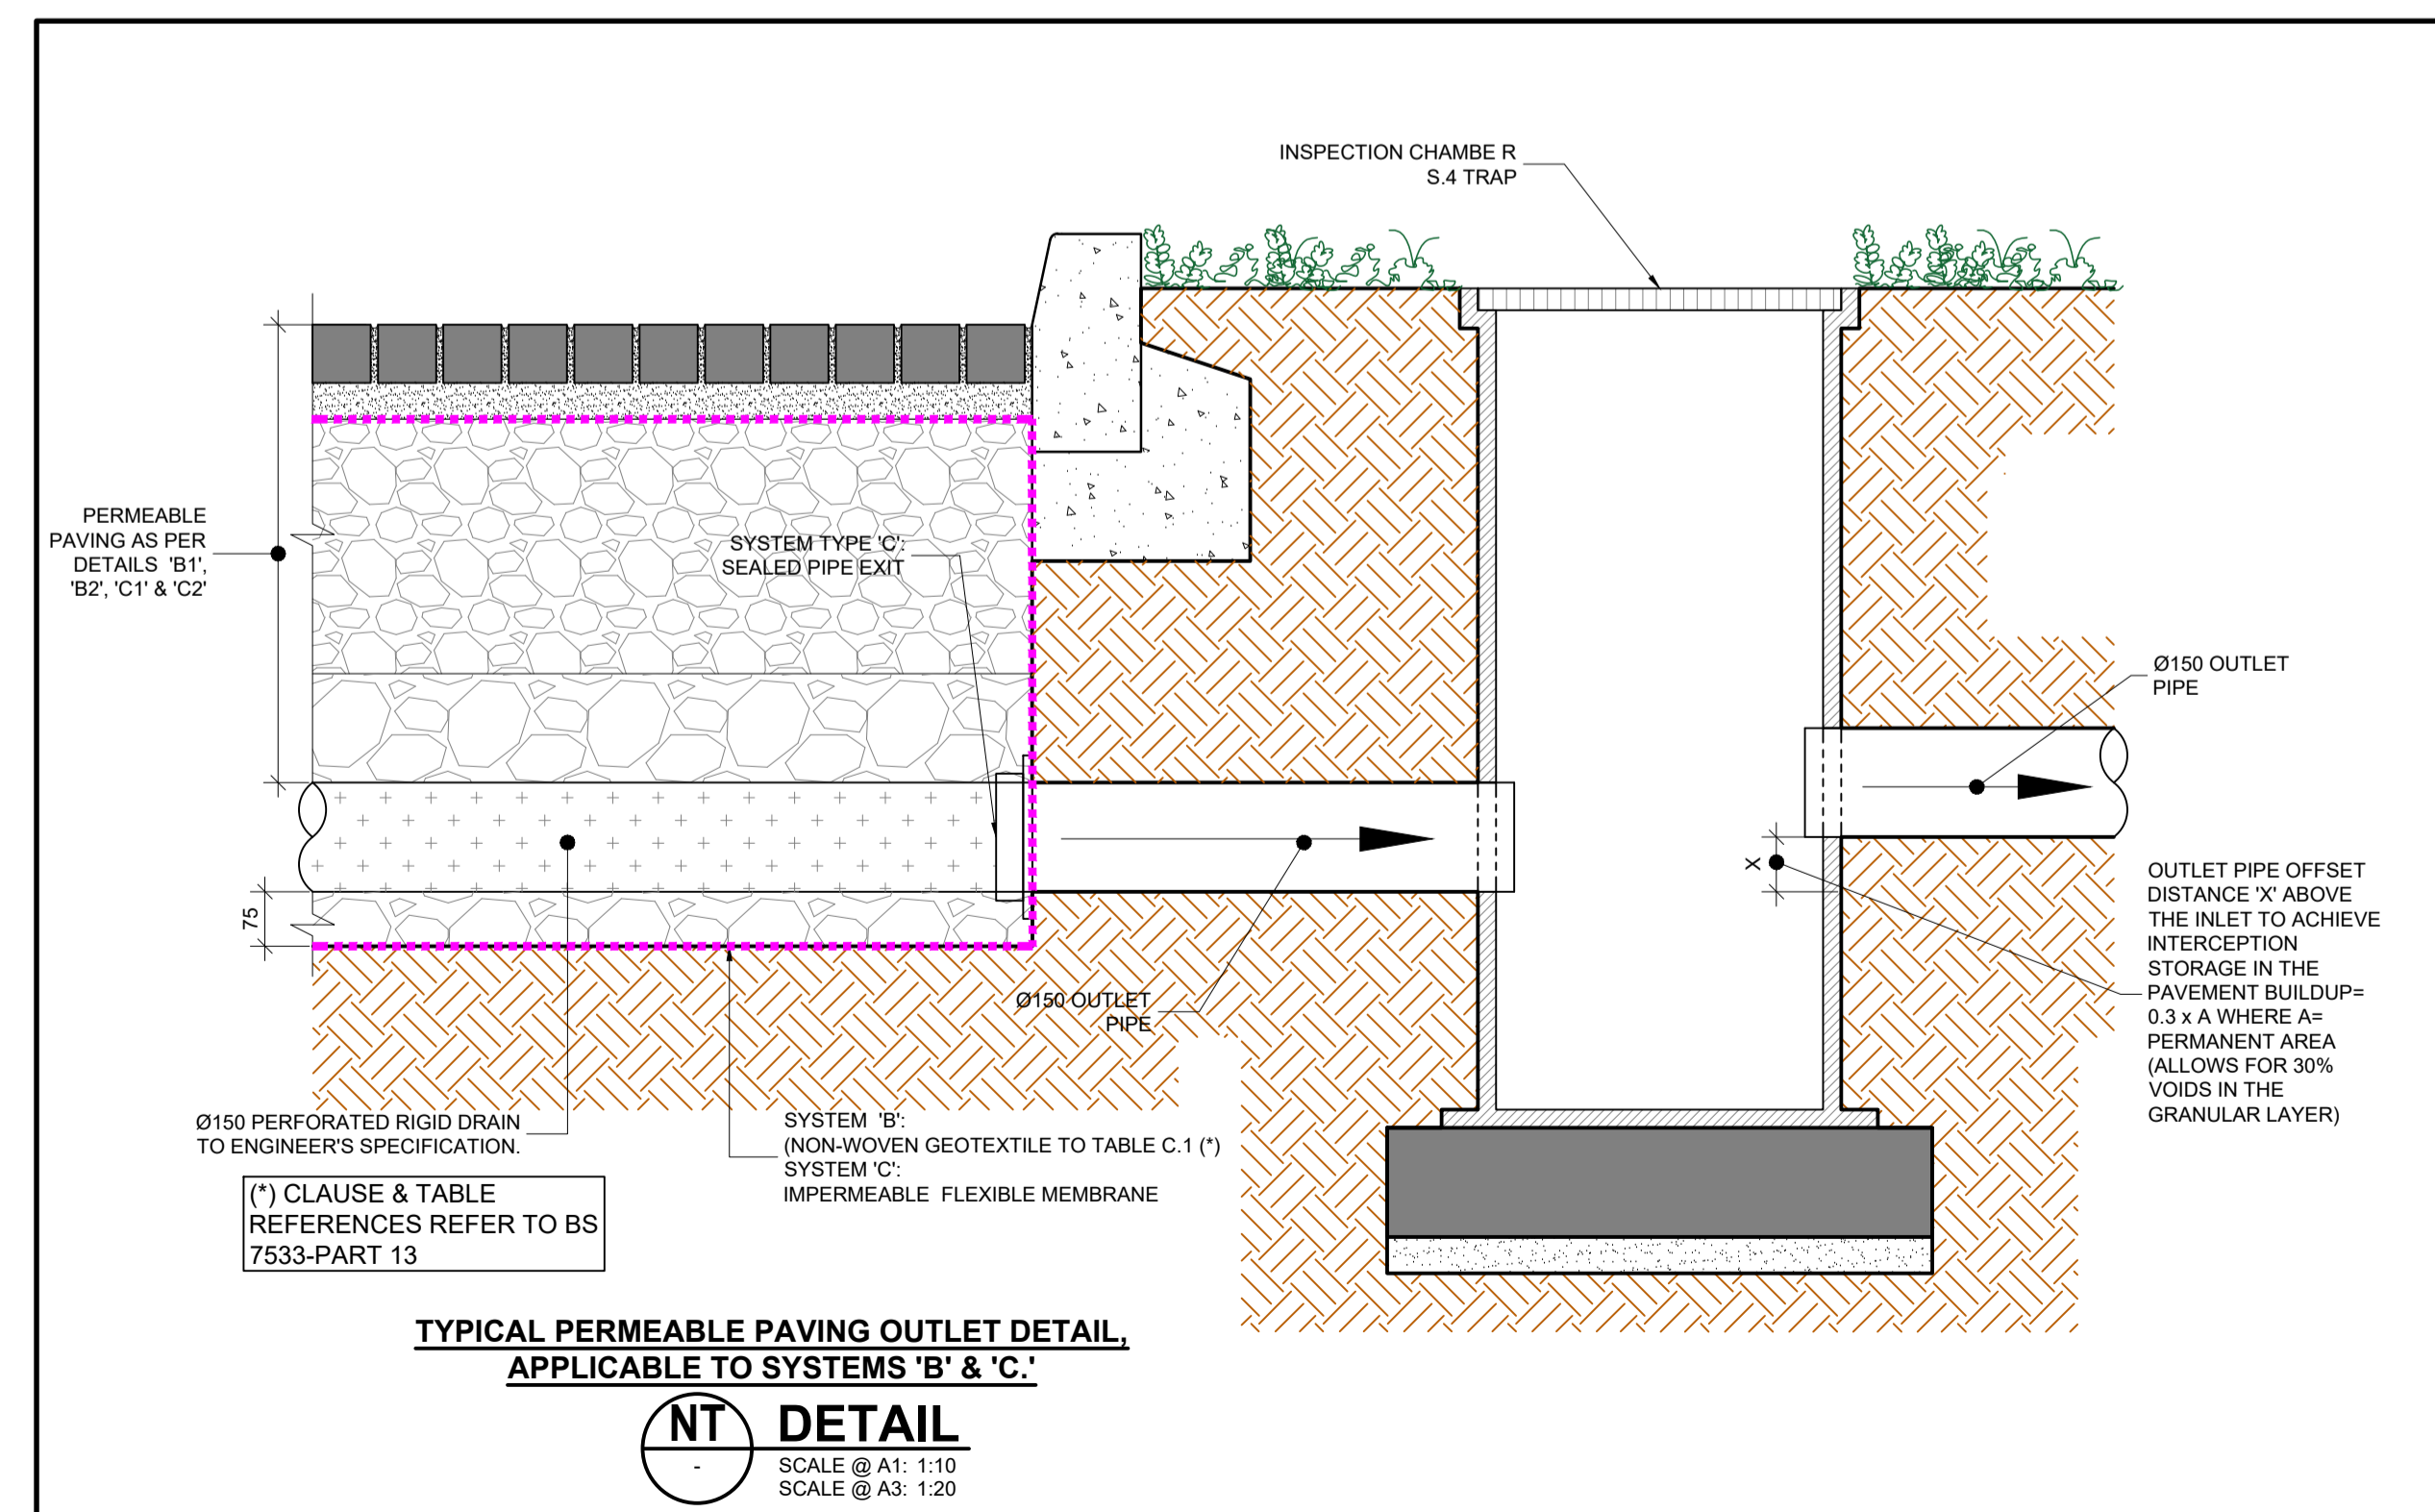 INSPECTION CHAMBE R
S.4 TRAP
PERMEABLE
PAVING AS PER
DETAILS 'B1',
'B2', 'C1' & 'C2'
SYSTEM TYPE 'C':
SEALED PIPE EXIT
Ø150 OUTLET
PIPE
X
OUTLET PIPE OFFSET
DISTANCE 'X' ABOVE
THE INLET TO ACHIEVE
INTERCEPTION
STORAGE IN THE
PAVEMENT BUILDUP=
0.3 x A WHERE A=
PERMANENT AREA
(ALLOWS FOR 30%
VOIDS IN THE
GRANULAR LAYER)
75
Ø150 OUTLET
PIPE
Ø150 PERFORATED RIGID DRAIN
TO ENGINEER'S SPECIFICATION.
SYSTEM 'B':
(NON-WOVEN GEOTEXTILE TO TABLE C.1 (*)
SYSTEM 'C':
IMPERMEABLE FLEXIBLE MEMBRANE
(*) CLAUSE & TABLE
REFERENCES REFER TO BS
7533-PART 13
TYPICAL PERMEABLE PAVING OUTLET DETAIL,
APPLICABLE TO SYSTEMS 'B' & 'C.'
NT
-
DETAIL
SCALE @ A1: 1:10
SCALE @ A3: 1:20